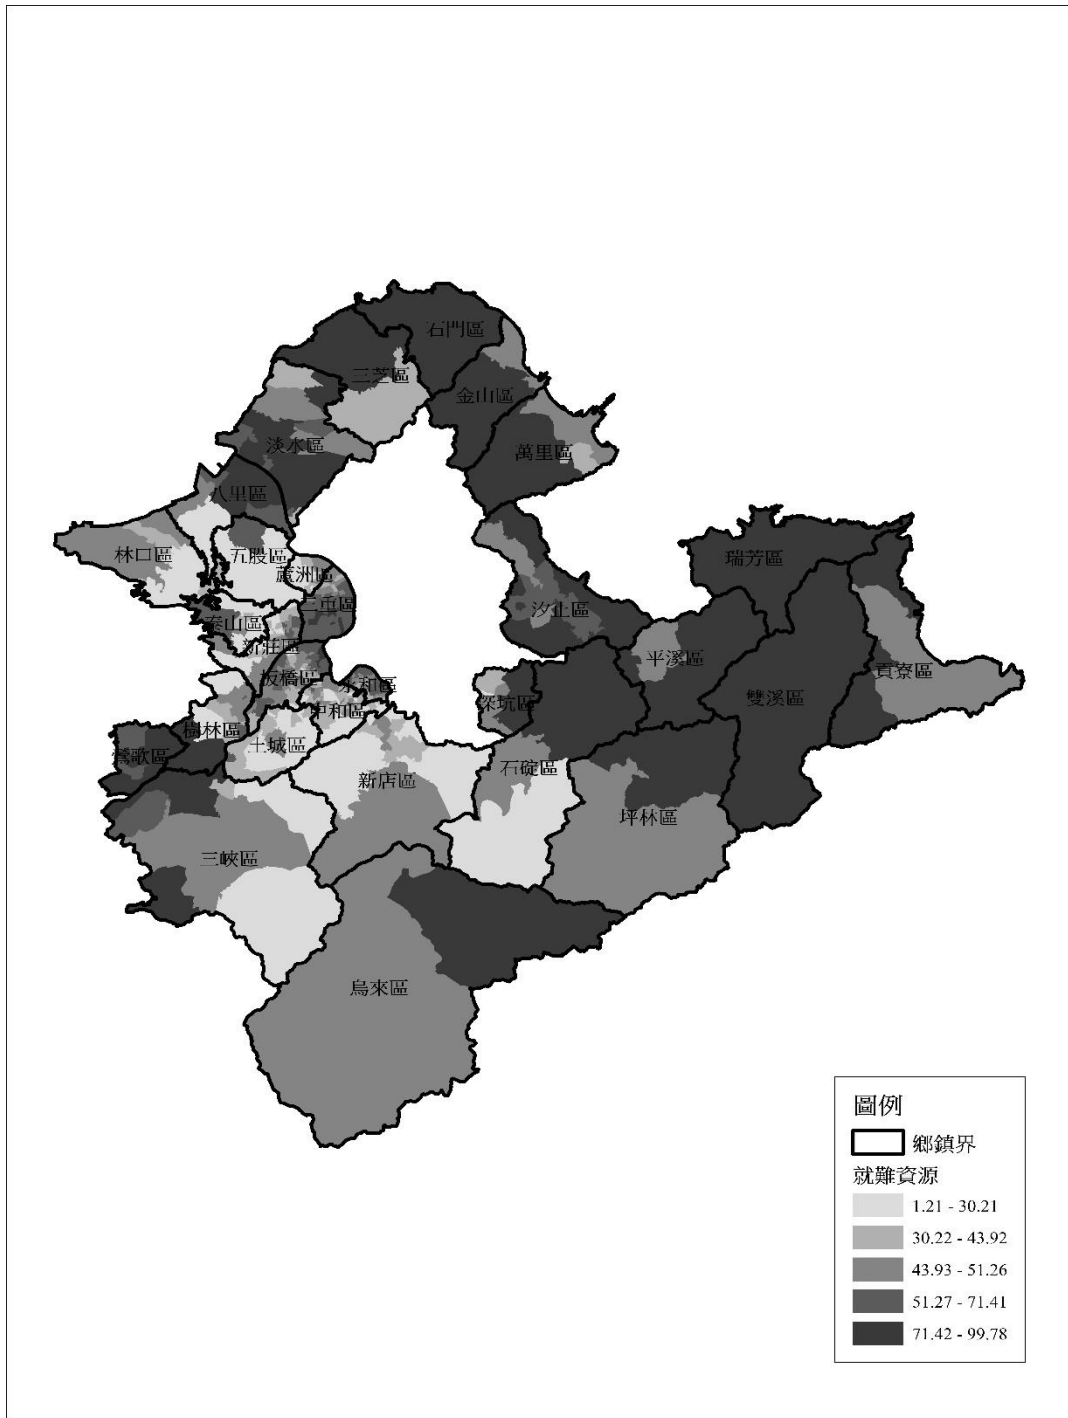 石門區
三芝區
金山區
淡水區
萬里區
八里區
林口區
五股區
瑞芳區
蘆洲區
三重區
汐止區
泰山區
新莊區
平溪區
板橋區
永和區
貢寮區
雙溪區
深坑區
中和區
樹林區
土城區
鶯歌區
石碇區
新店區
坪林區
三峽區
烏來區
圖例
鄉鎮界
就難資源
1.21 - 30.21
30.22 - 43.92
43.93 - 51.26
51.27 - 71.41
71.42 - 99.78